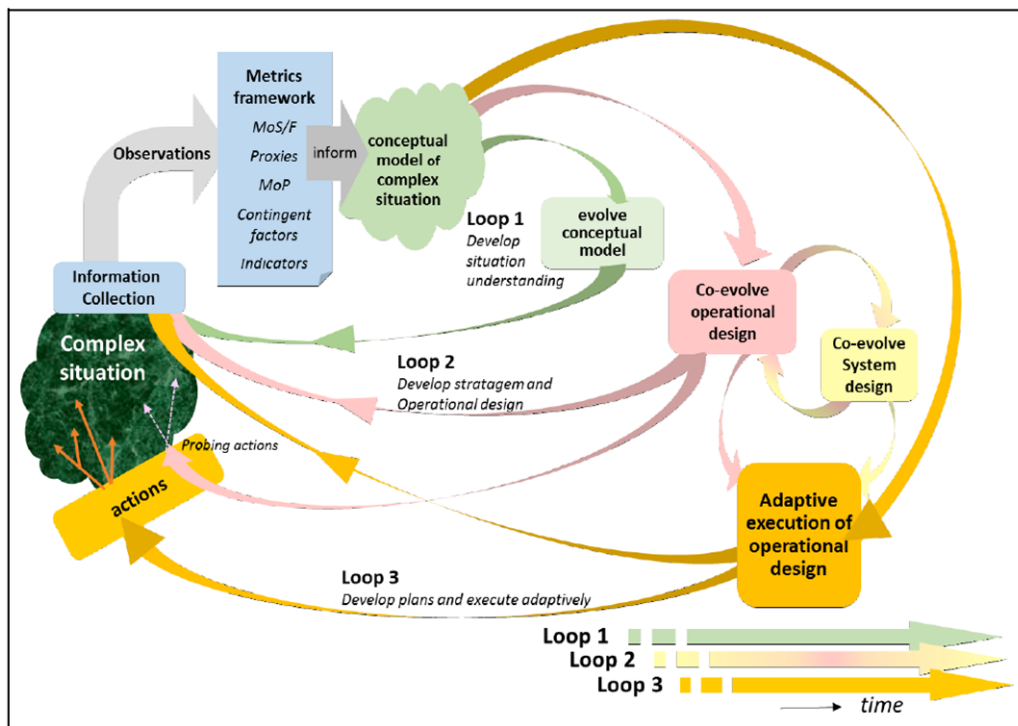 Metrics
framework
MoS/F
Proxies
MoP
Contingent
factors
Indicators
Observations
inform
conceptual
model of
complex
situation
Loop 1
Develop
situation
understanding
evolve
conceptual
model
Information
Collection
Complex
situation
Co-evolve
operational
design
Co-evolve
System
design
Loop 2
Develop stratagem and
Operational design
Probing actions
actions
Adaptive
execution of
operational
design
Loop 3
Develop plans and execute adaptively
Loop 1
Loop 2
Loop 3
time